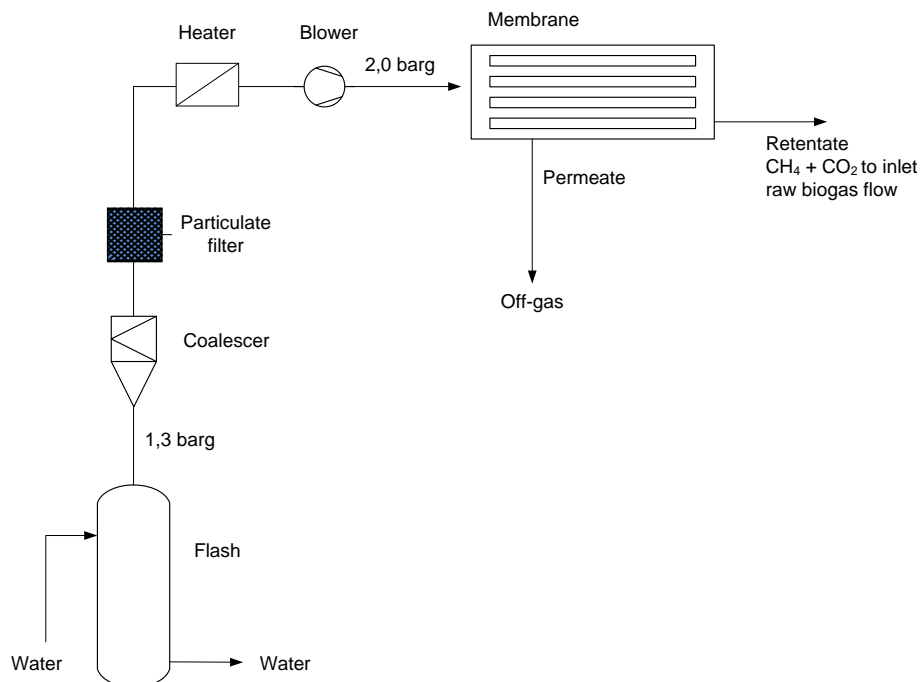 Membrane
Heater
Blower
2,0 barg
Retentate
CH₄ + CO₂ to inlet
raw biogas flow
Permeate
Particulate
filter
Off-gas
Coalescer
1,3 barg
Flash
Water
Water